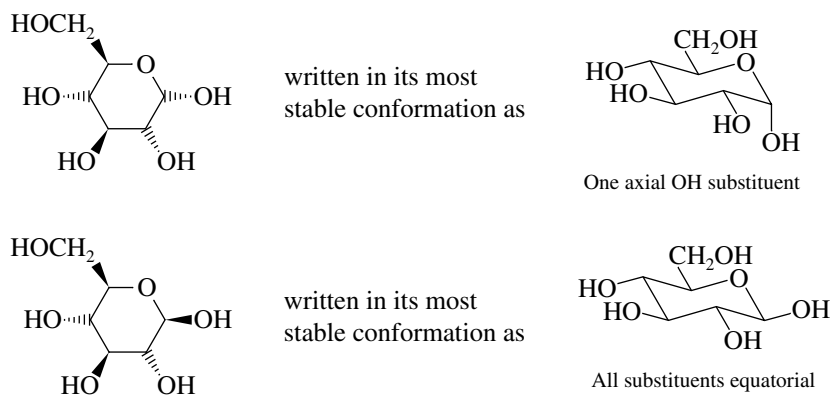 HOCH2
O
HO
OH
HO
OH
written in its most
stable conformation as
CH2OH
HO
O
HO
HO
OH
One axial OH substituent
HOCH2
O
HO
OH
HO
OH
written in its most
stable conformation as
CH2OH
HO
O
HO
OH
OH
All substituents equatorial